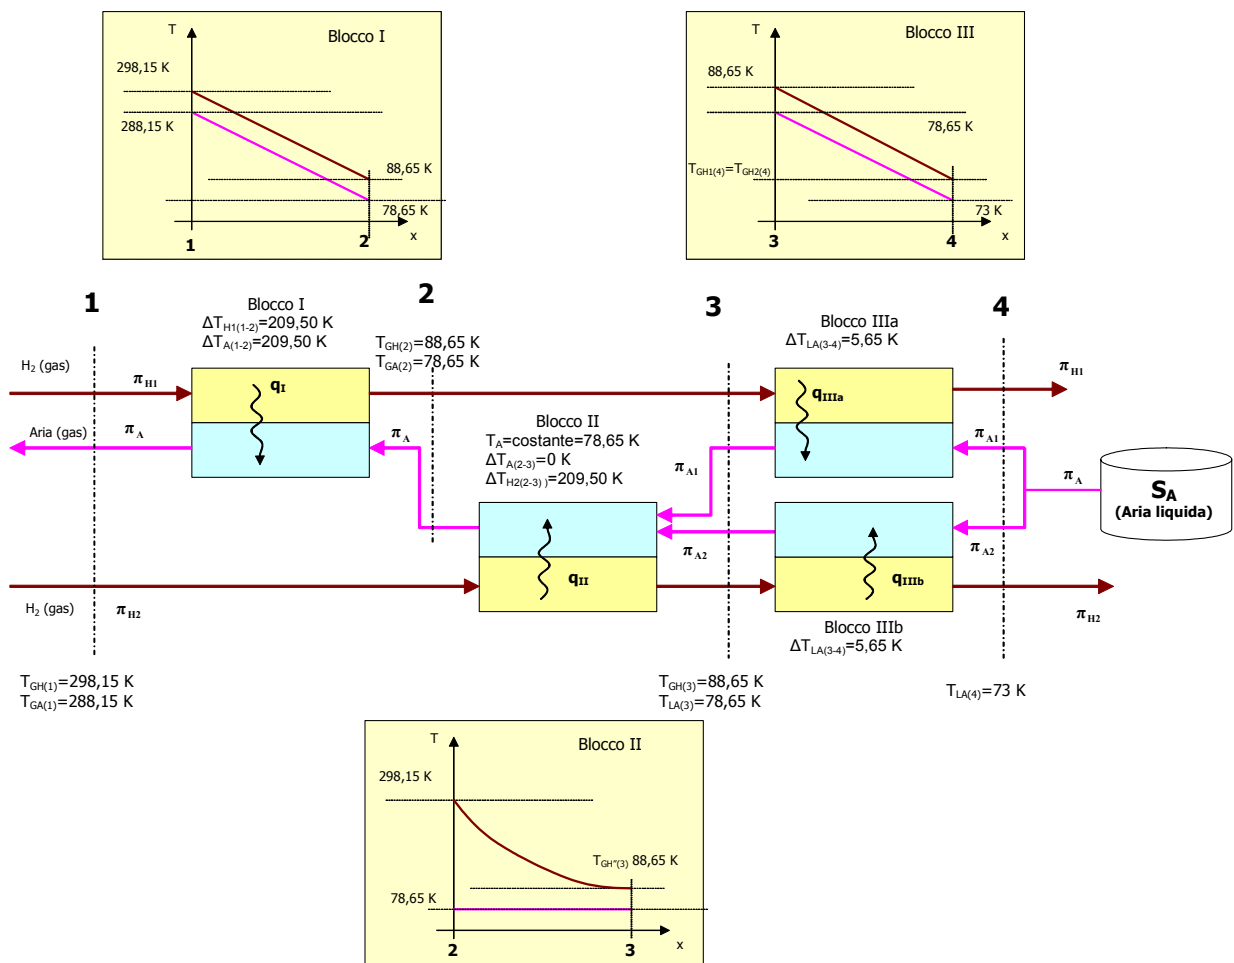 T
Blocco I
298,15 K
288,15 K
88,65 K
78,65 K
1
2
x
T
Blocco III
88,65 K
78,65 K
TGH1(4)=TGH2(4)
73 K
3
4
x
1
2
3
4
Blocco I
ΔTH1(1-2)=209,50 K
ΔTA(1-2)=209,50 K
TGH(2)=88,65 K
TGA(2)=78,65 K
Blocco IIIa
ΔTLA(3-4)=5,65 K
H2 (gas)
πH1
qI
qIIIa
πH1
Aria (gas)
πA
πA
Blocco II
TA=costante=78,65 K
ΔTA(2-3)=0 K
ΔTH2(2-3) )=209,50 K
πA1
πA1
πA
SA
(Aria liquida)
πA2
πA2
qII
qIIIb
H2 (gas)
πH2
πH2
Blocco IIIb
ΔTLA(3-4)=5,65 K
TGH(1)=298,15 K
TGA(1)=288,15 K
TGH(3)=88,65 K
TLA(3)=78,65 K
TLA(4)=73 K
T
Blocco II
298,15 K
TGH"(3) 88,65 K
78,65 K
2
3
x